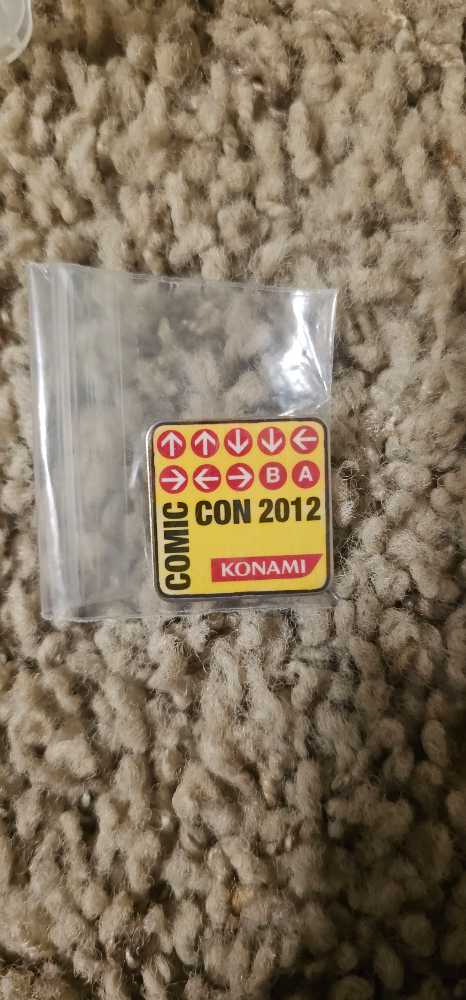 ↑ ↑ ↓ ↓ ←
→ ← → B A
COMIC
CON 2012
KONAMI